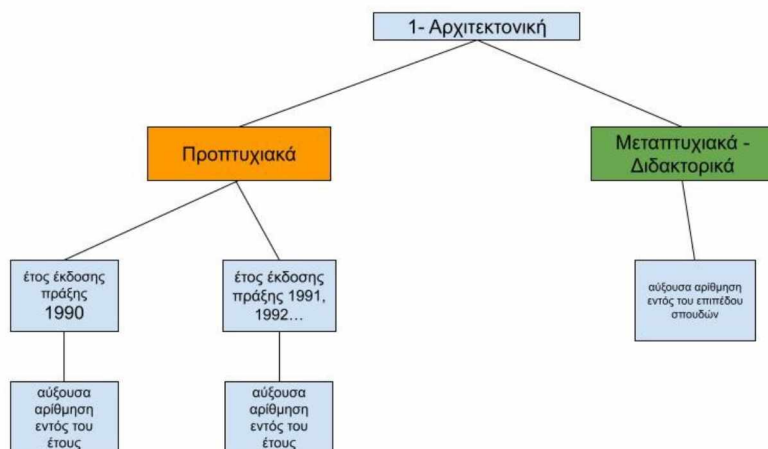 1- Αρχιτεκτονική
Προπτυχιακά
Μεταπτυχιακά -
Διδακτορικά
έτος έκδοσης
πράξης
1990
έτος έκδοσης
πράξης 1991,
1992…
αύξουσα αρίθμηση
εντός του επιπέδου
σπουδών
αύξουσα
αρίθμηση
εντός του
έτους
αύξουσα
αρίθμηση
εντός του
έτους